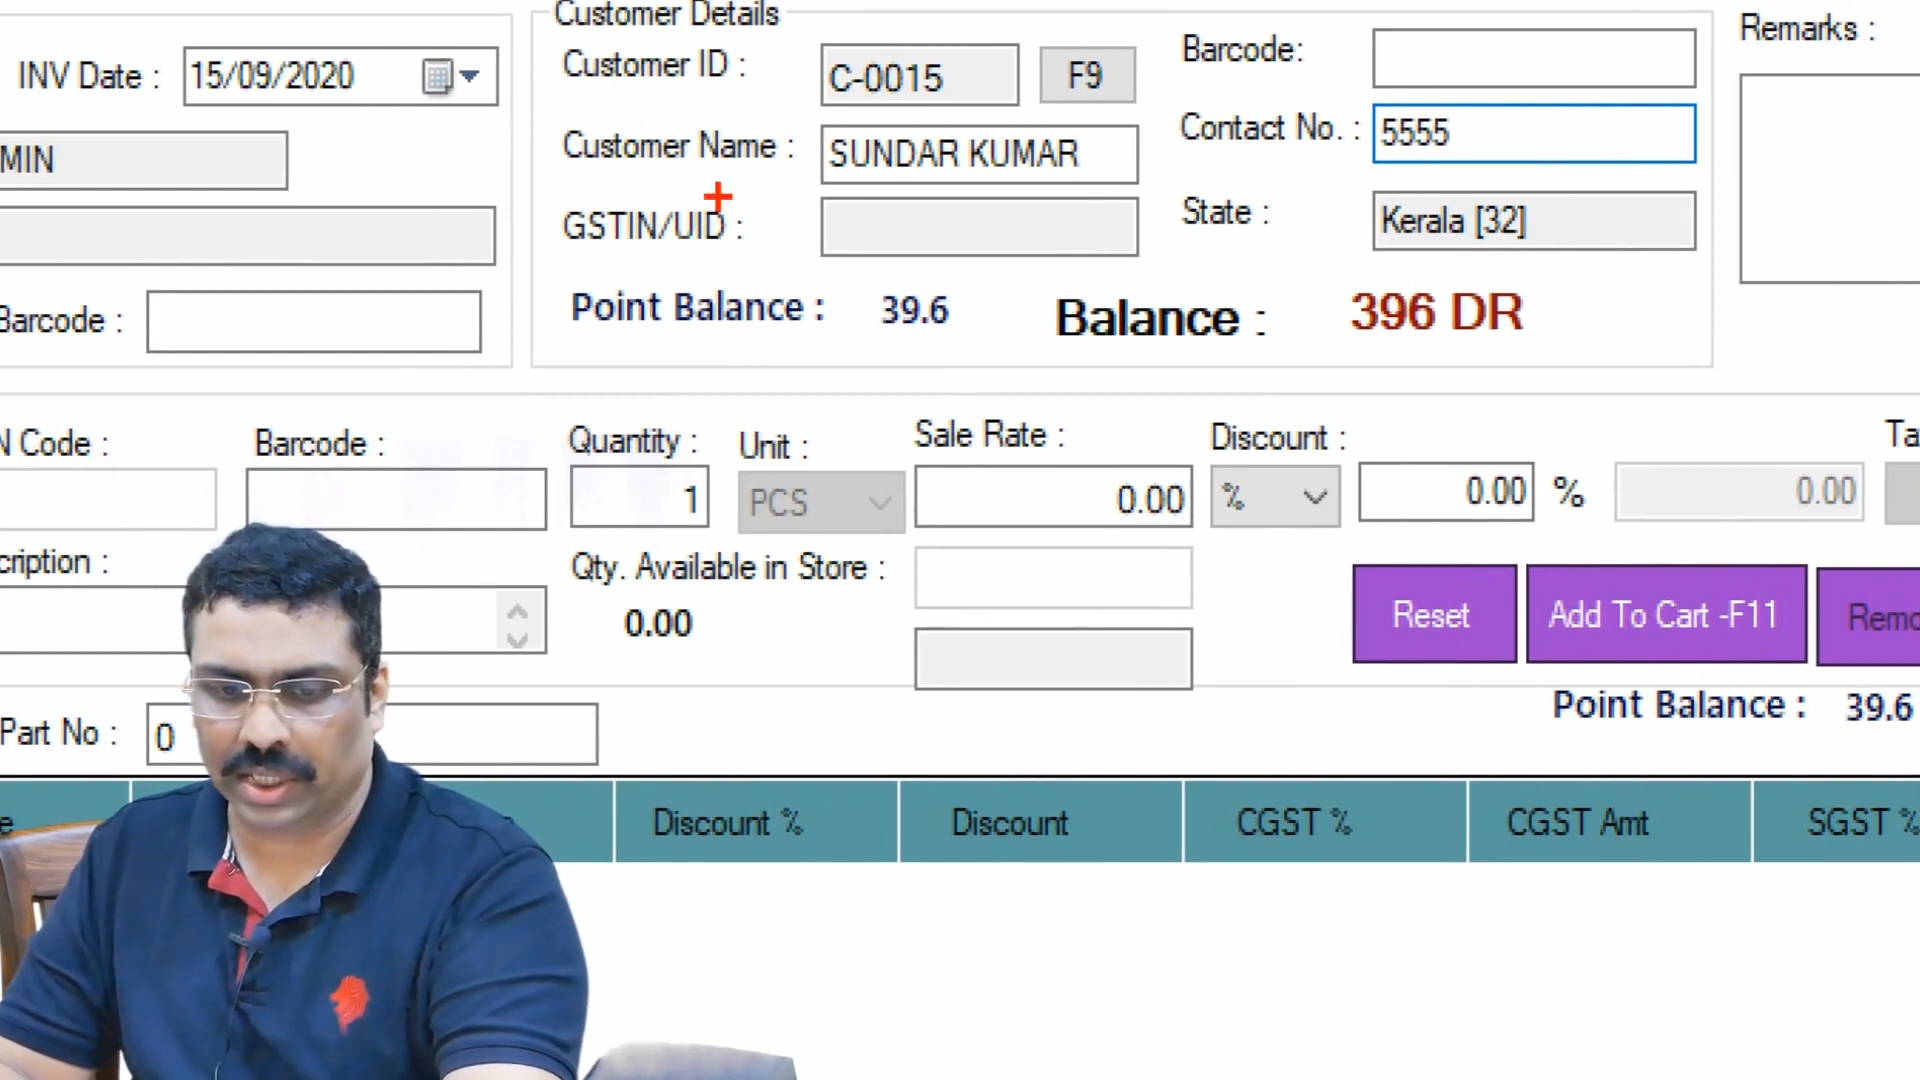 Customer Details
Remarks :
INV Date : 15/09/2020
Customer ID : C-0015 F9
Barcode:
MIN
Customer Name : SUNDAR KUMAR
Contact No. : 5555
GSTIN/UID :
State : Kerala [32]
Barcode :
Point Balance : 39.6
Balance : 396 DR
N Code :
Barcode :
Quantity :
Unit :
Sale Rate :
Discount :
Ta
1
PCS
0.00
%
0.00 %
0.00
cription :
Qty. Available in Store :
0.00
Reset
Add To Cart -F11
Remo
Point Balance : 39.6
Part No : 0
e
Discount %
Discount
CGST %
CGST Amt
SGST %